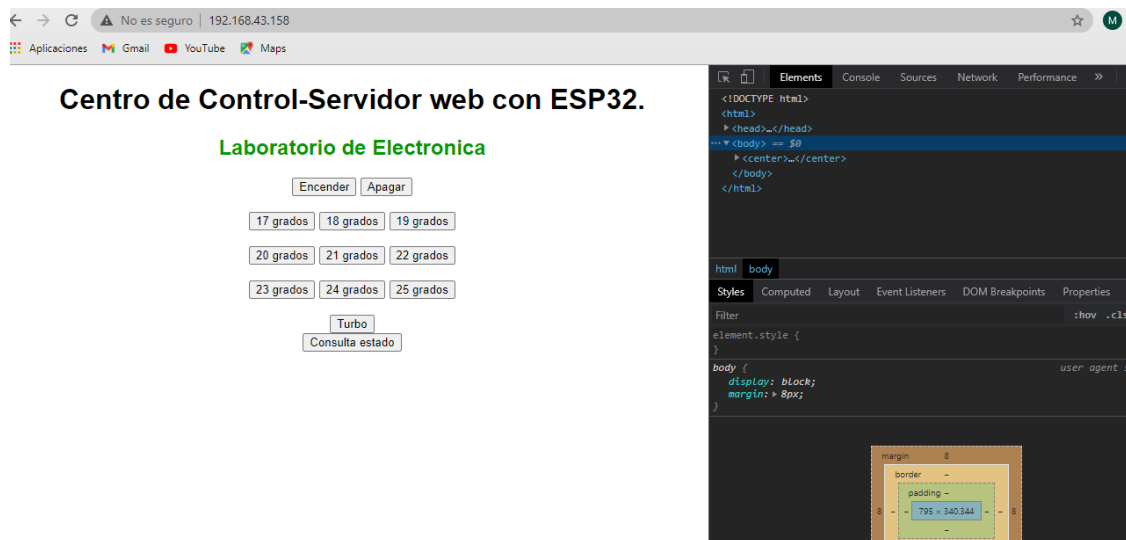 No es seguro | 192.168.43.158
M
Aplicaciones Gmail YouTube Maps
Centro de Control-Servidor web con ESP32.
Laboratorio de Electronica
Encender Apagar
17 grados 18 grados 19 grados
20 grados 21 grados 22 grados
23 grados 24 grados 25 grados
Turbo
Consulta estado
Elements Console Sources Network Performance »
<!DOCTYPE html>
<html>
▶<head>…</head>
…▼<body> == $0
▶<center>…</center>
</body>
</html>
html body
Styles Computed Layout Event Listeners DOM Breakpoints Properties
Filter :hov .cls
element.style {
}
body { user agent
display: block;
margin: ▶ 8px;
}
margin 8
border –
padding –
8 – – 795 × 340.344 – – 8
–